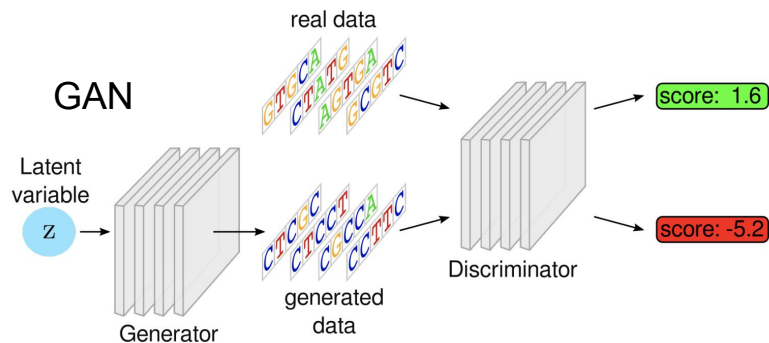 real data
GTGCA
CTATG
AGTGA
GCGTC
GAN
score: 1.6
Latent
variable
z
CTCGC
CTCCT
CGCCA
CCTTC
score: -5.2
Discriminator
generated
data
Generator